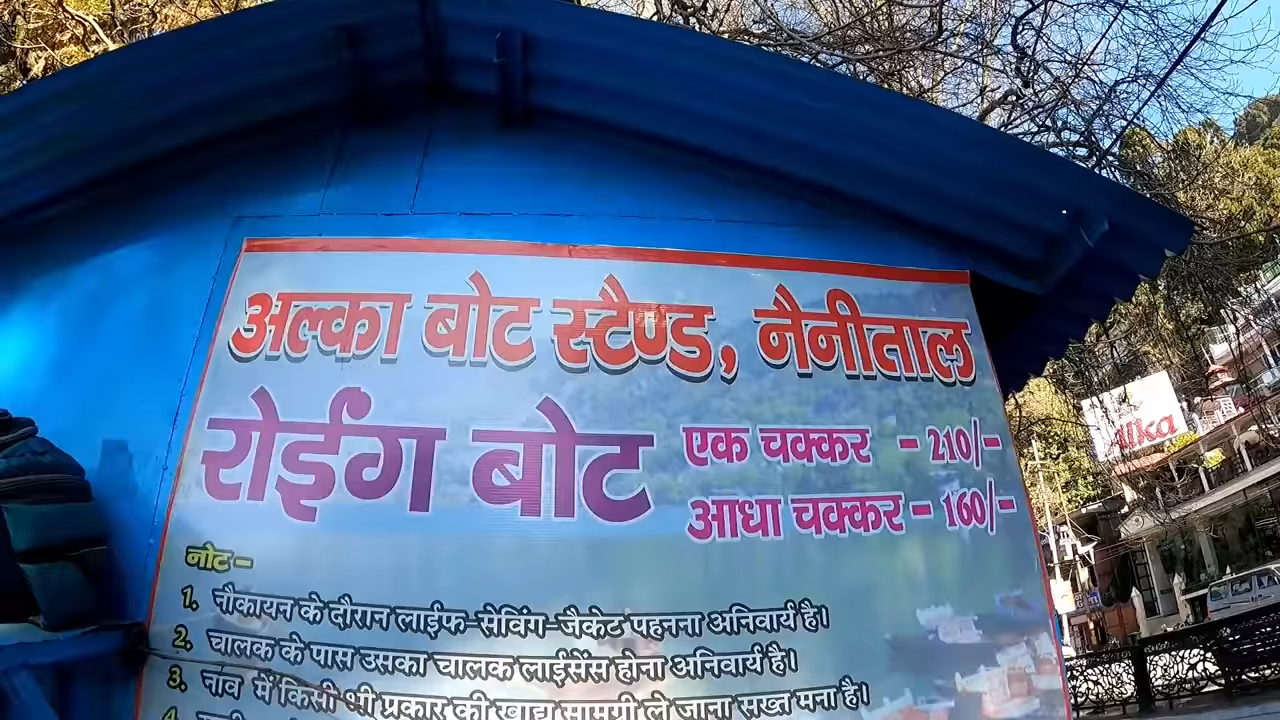 अल्का बोट स्टैण्ड, नैनीताल
रोईंग बोट
एक चक्कर - 210/-
आधा चक्कर - 160/-
नोट -
1. नौकायन के दौरान लाईफ-सेविंग-जैकेट पहनना अनिवार्य है।
2. चालक के पास उसका चालक लाईसेंस होना अनिवार्य है।
3. नांव में किसी भी प्रकार की खाद्य सामग्री ले जाना सख्त मना है।
4.
alka